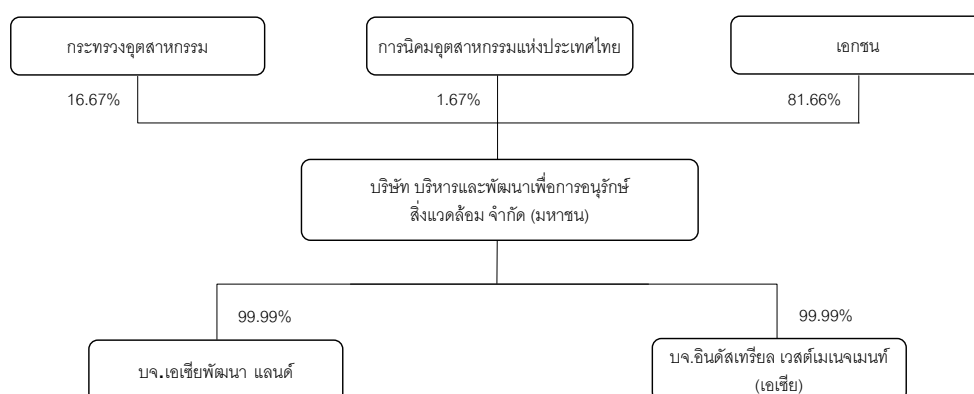 กระทรวงอุตสาหกรรม
การนิคมอุตสาหกรรมแห่งประเทศไทย
เอกชน
16.67%
1.67%
81.66%
บริษัท บริหารและพัฒนาเพื่อการอนุรักษ์
สิ่งแวดล้อม จำกัด (มหาชน)
99.99%
99.99%
บจ.เอเซียพัฒนา แลนด์
บจ.อินดัสเทรียล เวสต์เมเนจเมนท์
(เอเซีย)